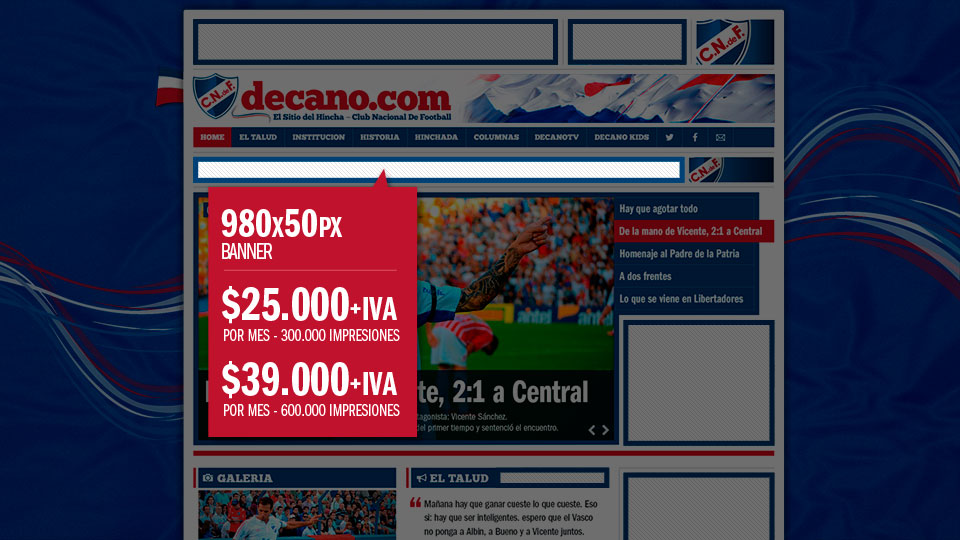 C.N.deF.
C.N.deF.
decano.com
El Sitio del Hincha - Club Nacional De Football
HOME EL TALUD INSTITUCION HISTORIA HINCHADA COLUMNAS DECANOTV DECANO KIDS
C.N.deF.
980x50PX
BANNER
$25.000+IVA
POR MES - 300.000 IMPRESIONES
$39.000+IVA
POR MES - 600.000 IMPRESIONES
Hay que agotar todo
De la mano de Vicente, 2:1 a Central
Homenaje al Padre de la Patria
A dos frentes
Lo que se viene en Libertadores
antel
te, 2:1 a Central
agonista: Vicente Sánchez.
el primer tiempo y sentenció el encuentro.
GALERIA
EL TALUD
Mañana hay que ganar cueste lo que cueste. Eso
si: hay que ser inteligentes. espero que el Vasco
no ponga a Albin, a Bueno y a Vicente juntos.